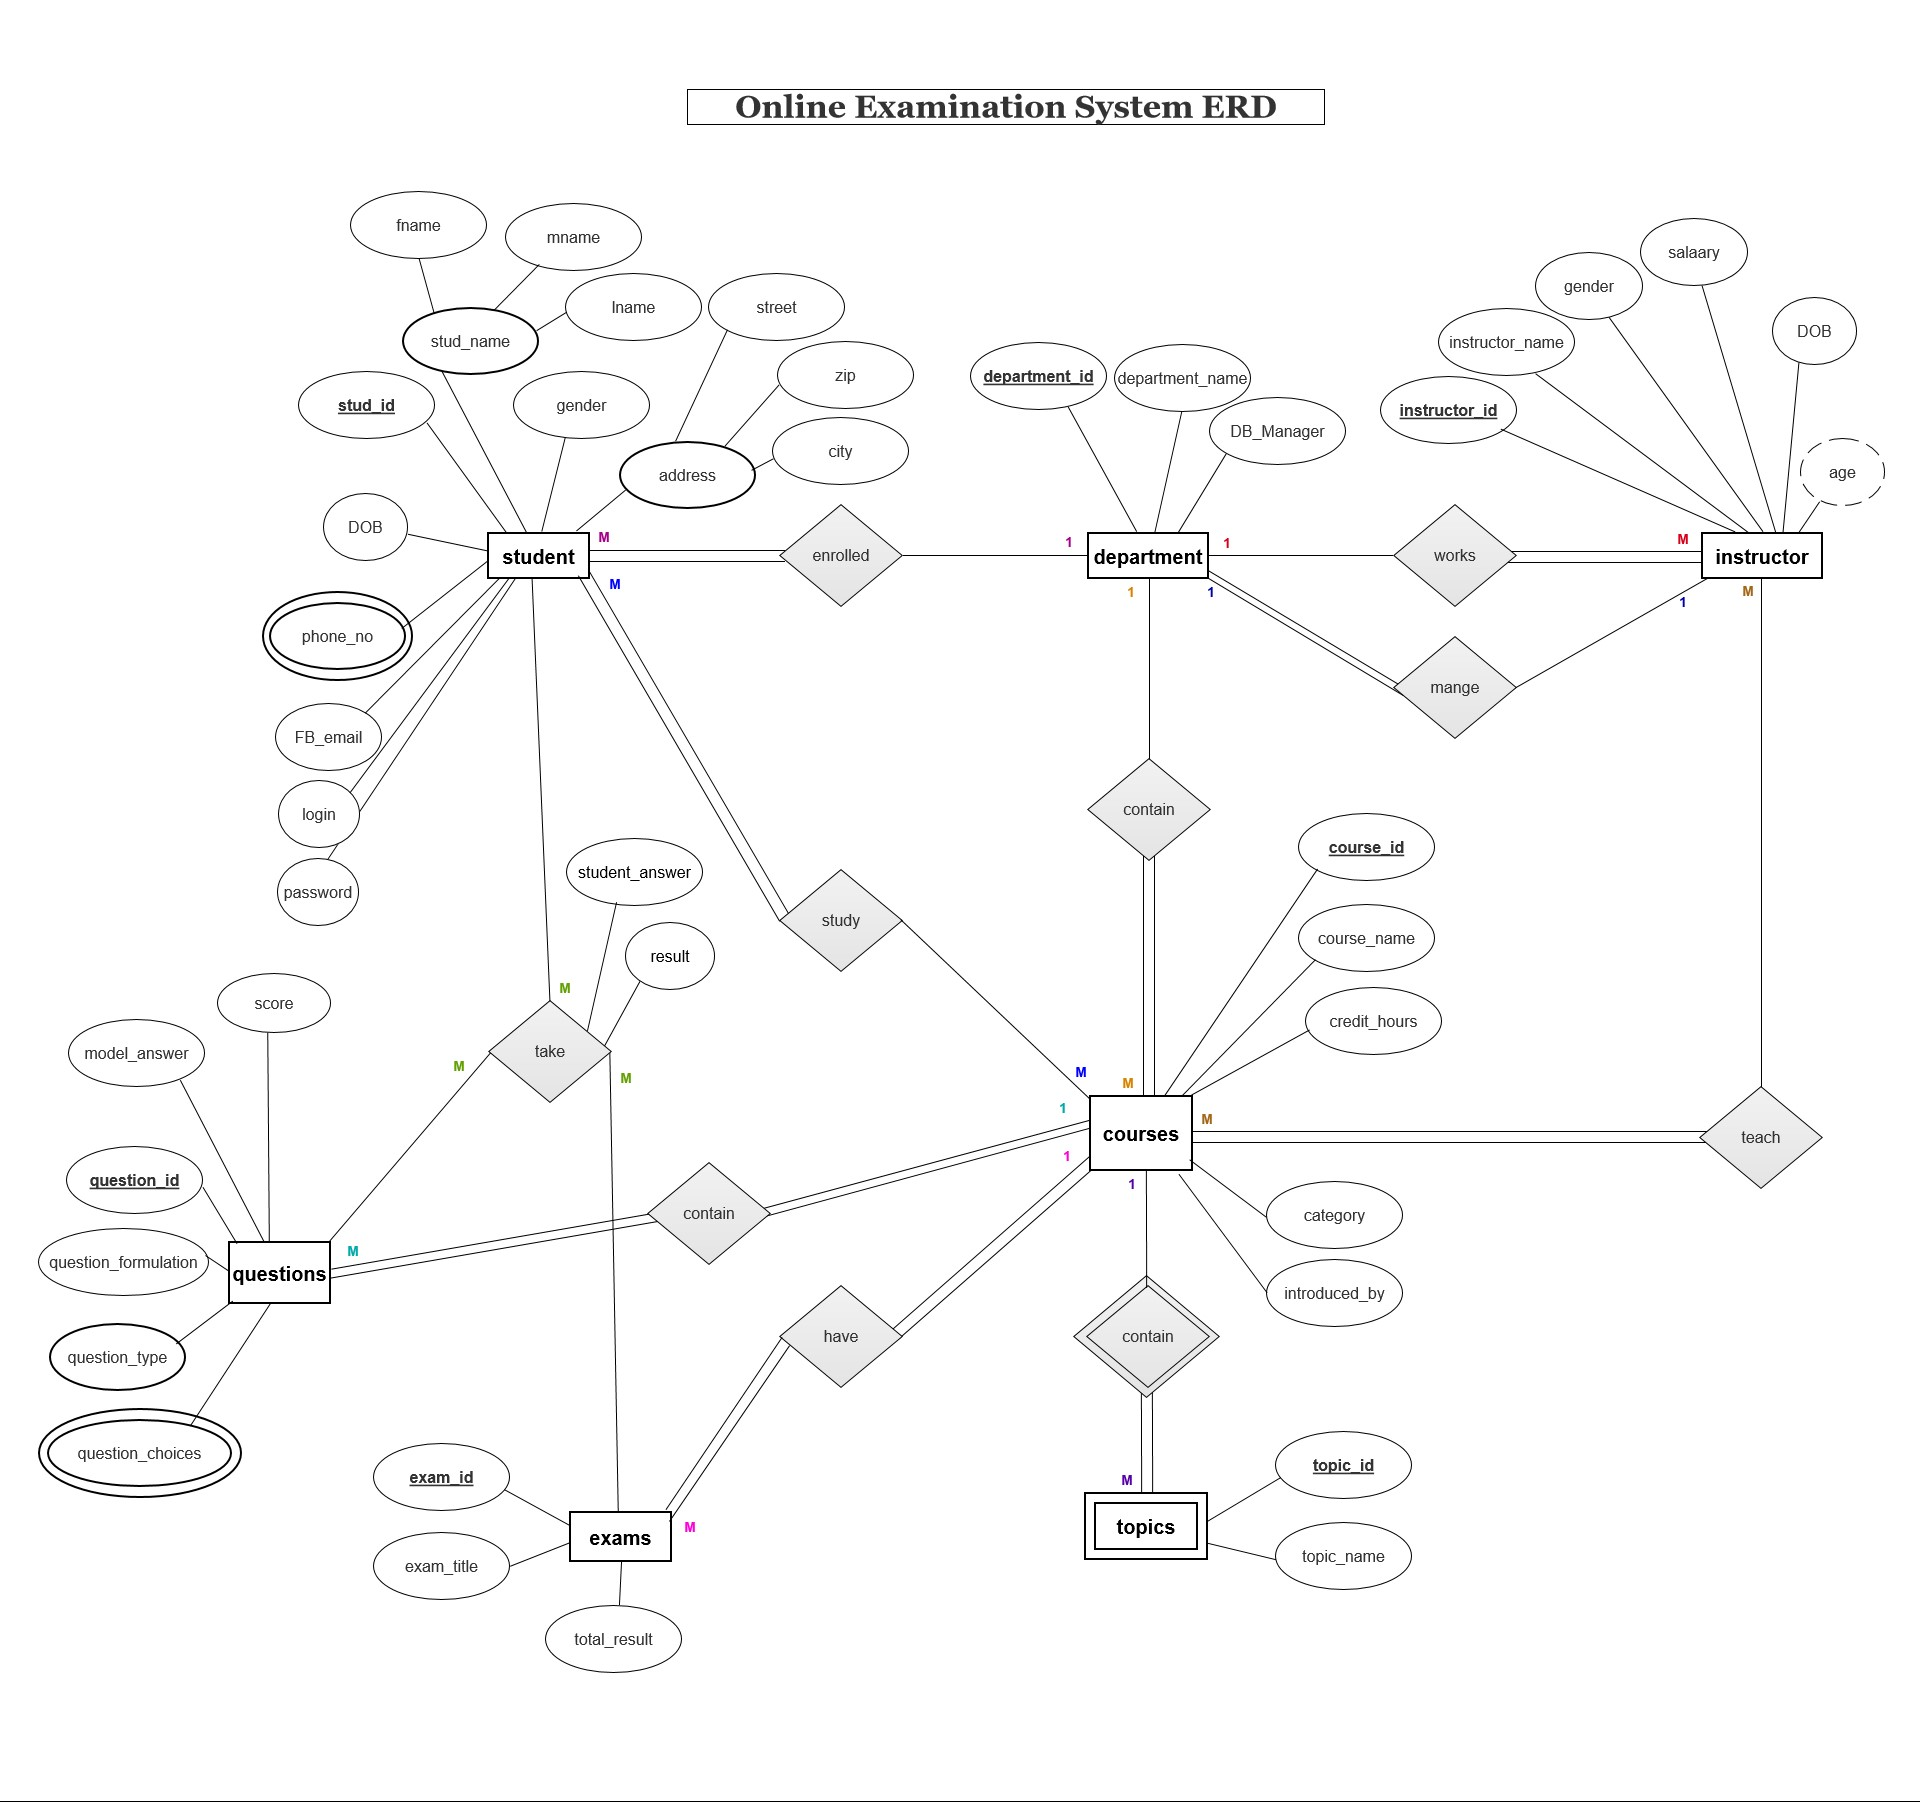 Online Examination System ERD
fname
mname
lname
street
stud_name
zip
stud_id
gender
city
address
DOB
student
M
enrolled
1
department
department_id
department_name
DB_Manager
1
works
M
instructor
instructor_id
instructor_name
gender
salaary
DOB
age
M
1
1
1
M
mange
phone_no
FB_email
login
password
contain
student_answer
result
study
course_id
course_name
credit_hours
M
take
M
M
score
model_answer
question_id
question_formulation
questions
question_type
question_choices
M
contain
M
M
1
courses
M
teach
1
1
category
introduced_by
have
contain
exam_id
exam_title
exams
M
total_result
M
topics
topic_id
topic_name